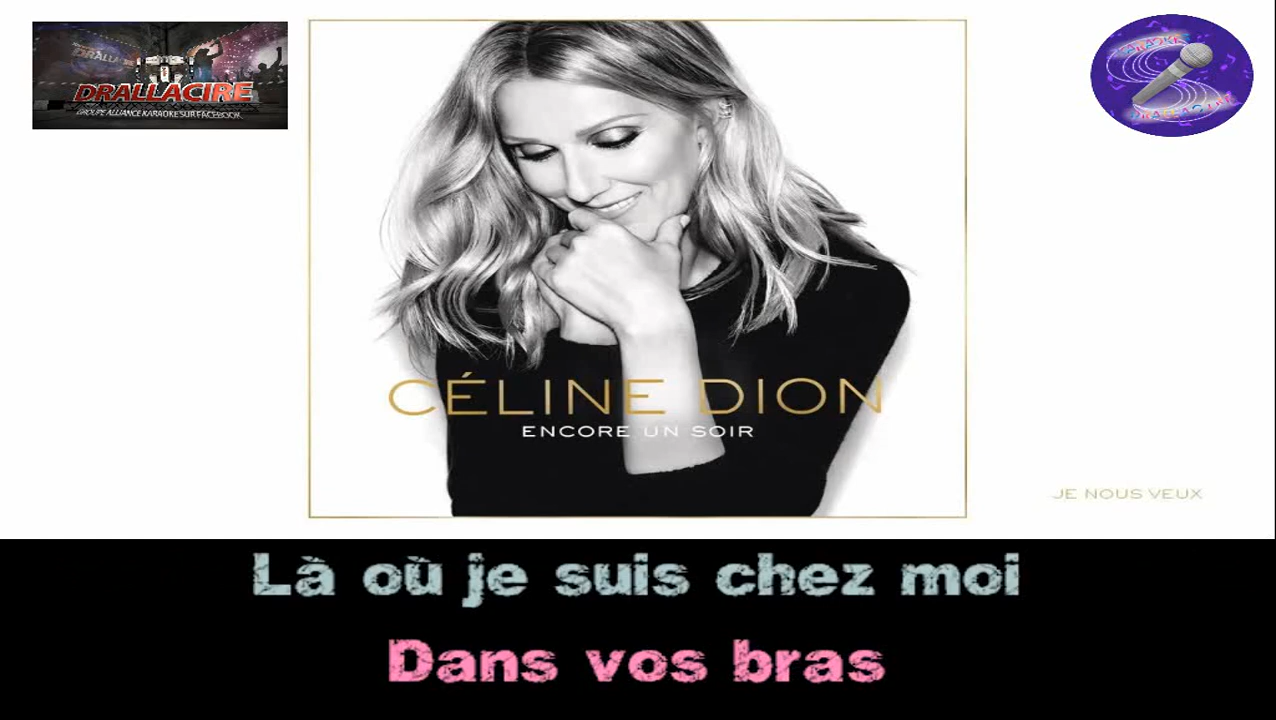 DRALLACIRE
GROUPE ALLIANCE KARAOKE SUR FACEBOOK
CÉLINE DION
ENCORE UN SOIR
JE NOUS VEUX
Là où je suis chez moi
Dans vos bras